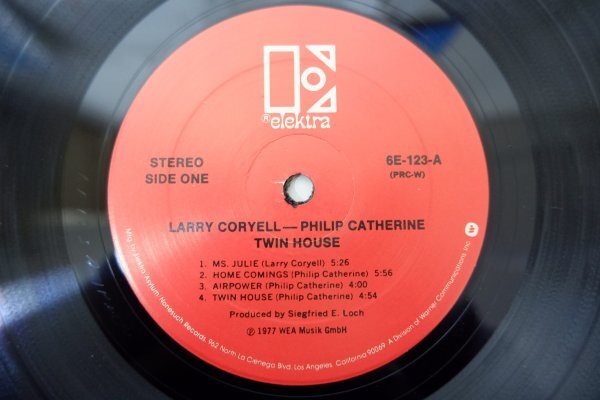 elektra
®
STEREO
SIDE ONE
6E-123-A
(PRC-W)
LARRY CORYELL—PHILIP CATHERINE
TWIN HOUSE
1. MS. JULIE (Larry Coryell) 5:26
2. HOME COMINGS (Philip Catherine) 5:56
3. AIRPOWER (Philip Catherine) 4:00
4. TWIN HOUSE (Philip Catherine) 4:54
Produced by Siegfried E. Loch
℗ 1977 WEA Musik GmbH
Mfg. by Elektra/Asylum/Nonesuch Records, 962 North La Cienega Blvd., Los Angeles, California 90069 A Division of Warner Communications Inc.